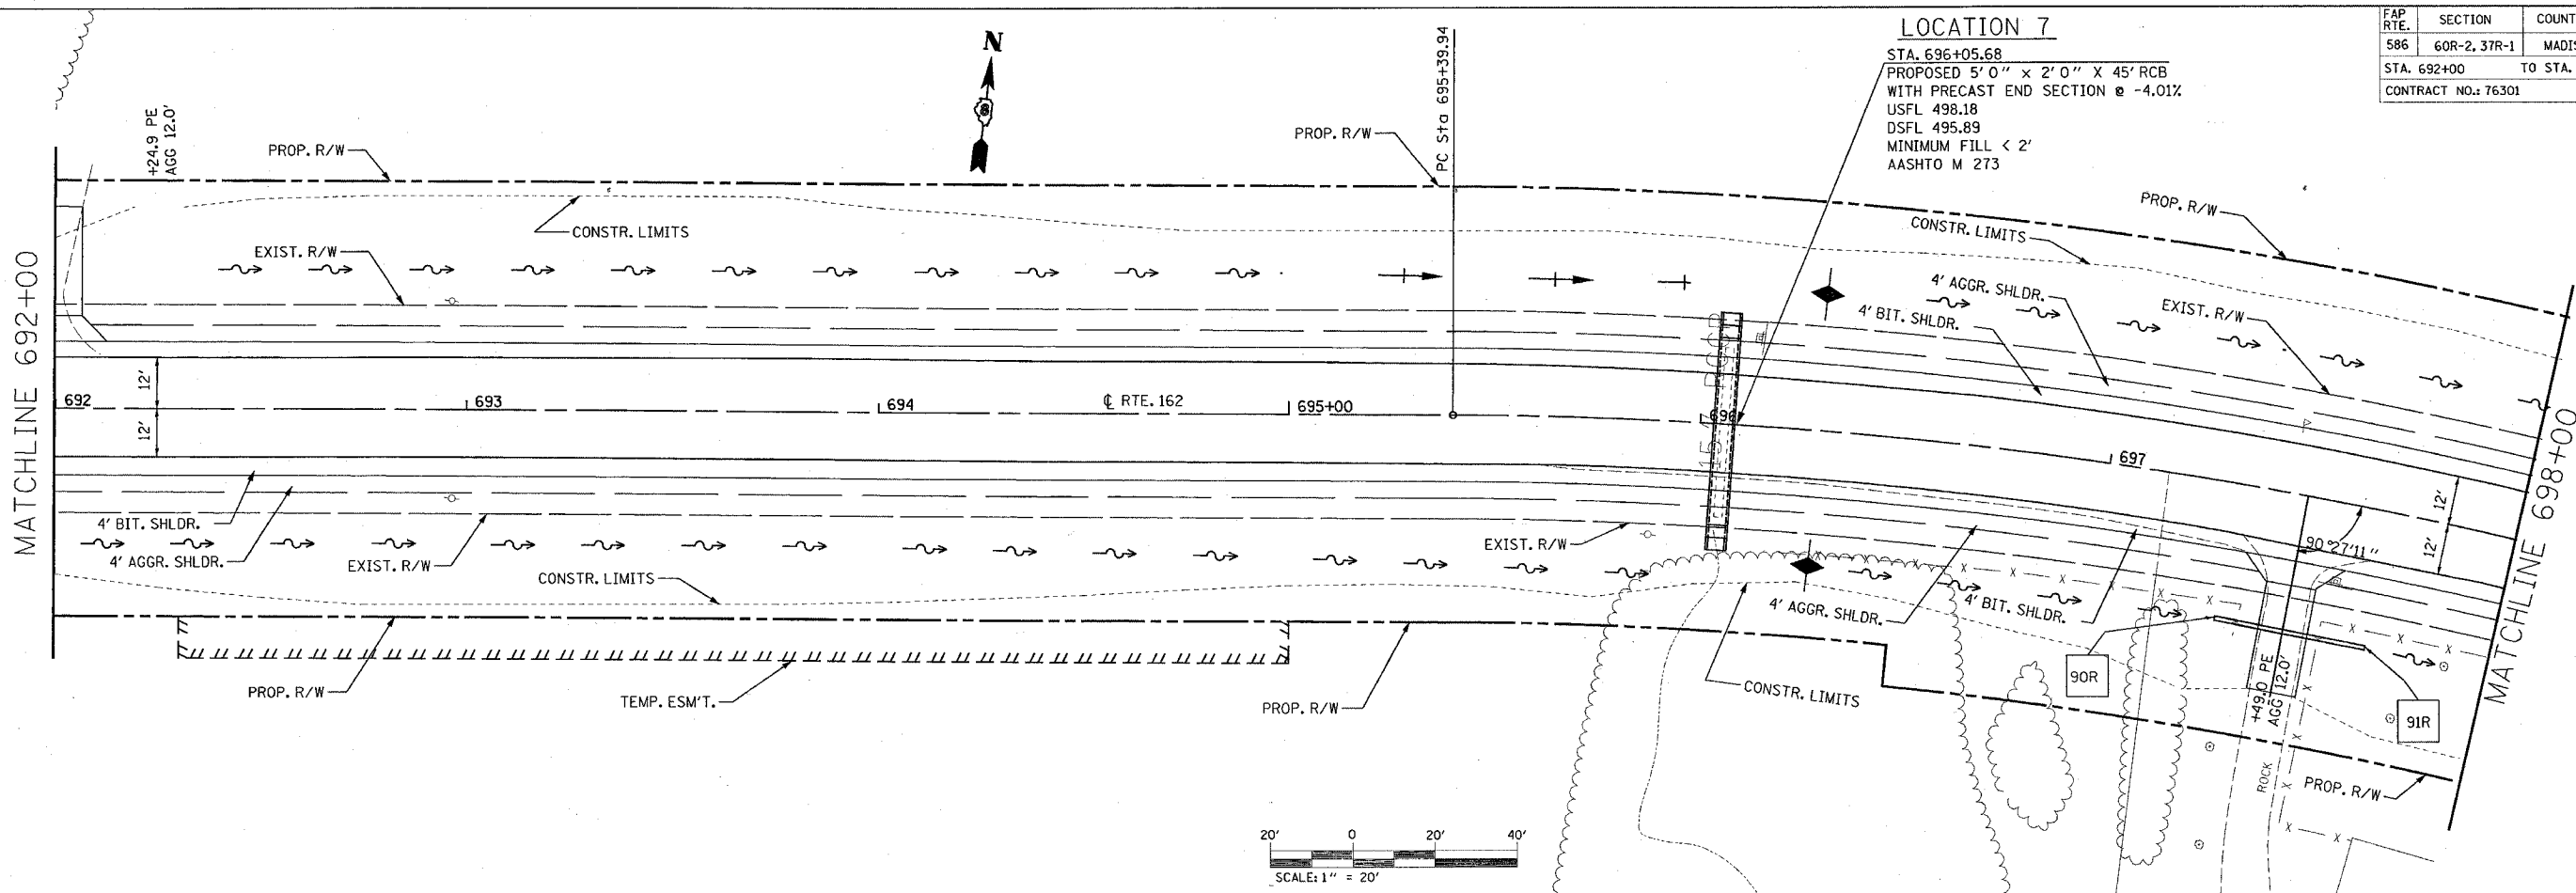 LOCATION 7
STA. 696+05.68
PROPOSED 5' 0" x 2' 0" X 45' RCB
WITH PRECAST END SECTION @ -4.01%
USFL 498.18
DSFL 495.89
MINIMUM FILL < 2'
AASHTO M 273
FAP RTE.
SECTION
586
60R-2, 37R-1
STA. 692+00
TO STA.
CONTRACT NO.: 76301
N
+24.9 PE
AGG 12.0'
PROP. R/W
PC Sta 695+39.94
PROP. R/W
PROP. R/W
CONSTR. LIMITS
CONSTR. LIMITS
EXIST. R/W
4' AGGR. SHLDR.
4' BIT. SHLDR.
EXIST. R/W
MATCHLINE 692+00
12'
12'
692
693
694
℄ RTE. 162
695+00
696
697
12'
12'
MATCHLINE 698+00
90°27'11"
4' BIT. SHLDR.
4' AGGR. SHLDR.
EXIST. R/W
CONSTR. LIMITS
EXIST. R/W
4' AGGR. SHLDR.
4' BIT. SHLDR.
PROP. R/W
TEMP. ESM'T.
PROP. R/W
CONSTR. LIMITS
90R
+49.0 PE
AGG 12.0'
91R
ROCK
PROP. R/W
20'
0
20'
40'
SCALE: 1" = 20'